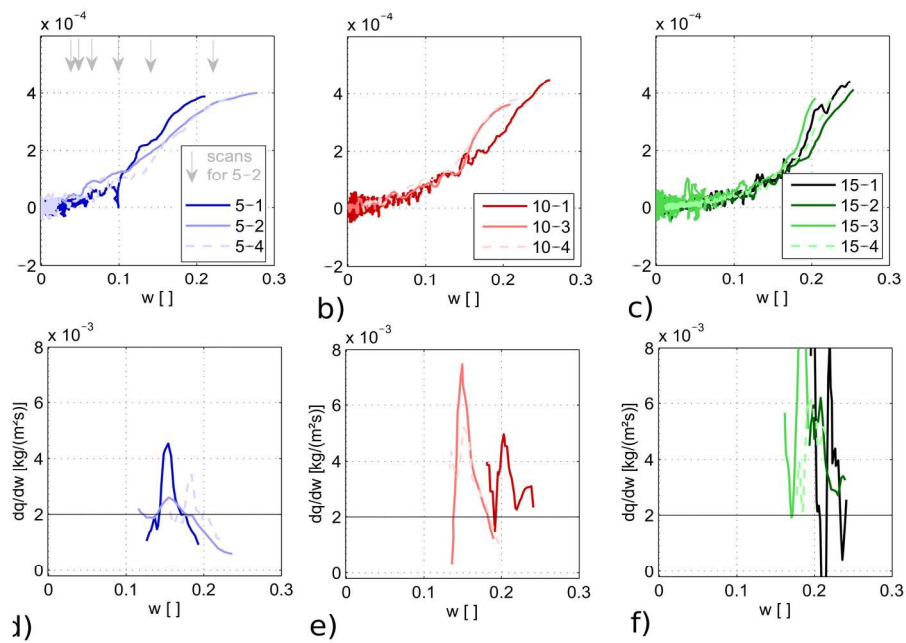 x 10⁻⁴
x 10⁻⁴
x 10⁻⁴
4
2
0
−2
0
0.1
0.2
0.3
w [ ]
scans
for 5−2
5−1
5−2
5−4
4
2
0
−2
0
0.1
0.2
0.3
w [ ]
b)
10−1
10−3
10−4
4
2
0
−2
0
0.1
0.2
0.3
w [ ]
c)
15−1
15−2
15−3
15−4
x 10⁻³
8
6
4
2
0
dq/dw [kg/(m²s)]
0
0.1
0.2
0.3
w [ ]
d)
x 10⁻³
8
6
4
2
0
dq/dw [kg/(m²s)]
0
0.1
0.2
0.3
w [ ]
e)
x 10⁻³
8
6
4
2
0
dq/dw [kg/(m²s)]
0
0.1
0.2
0.3
w [ ]
f)